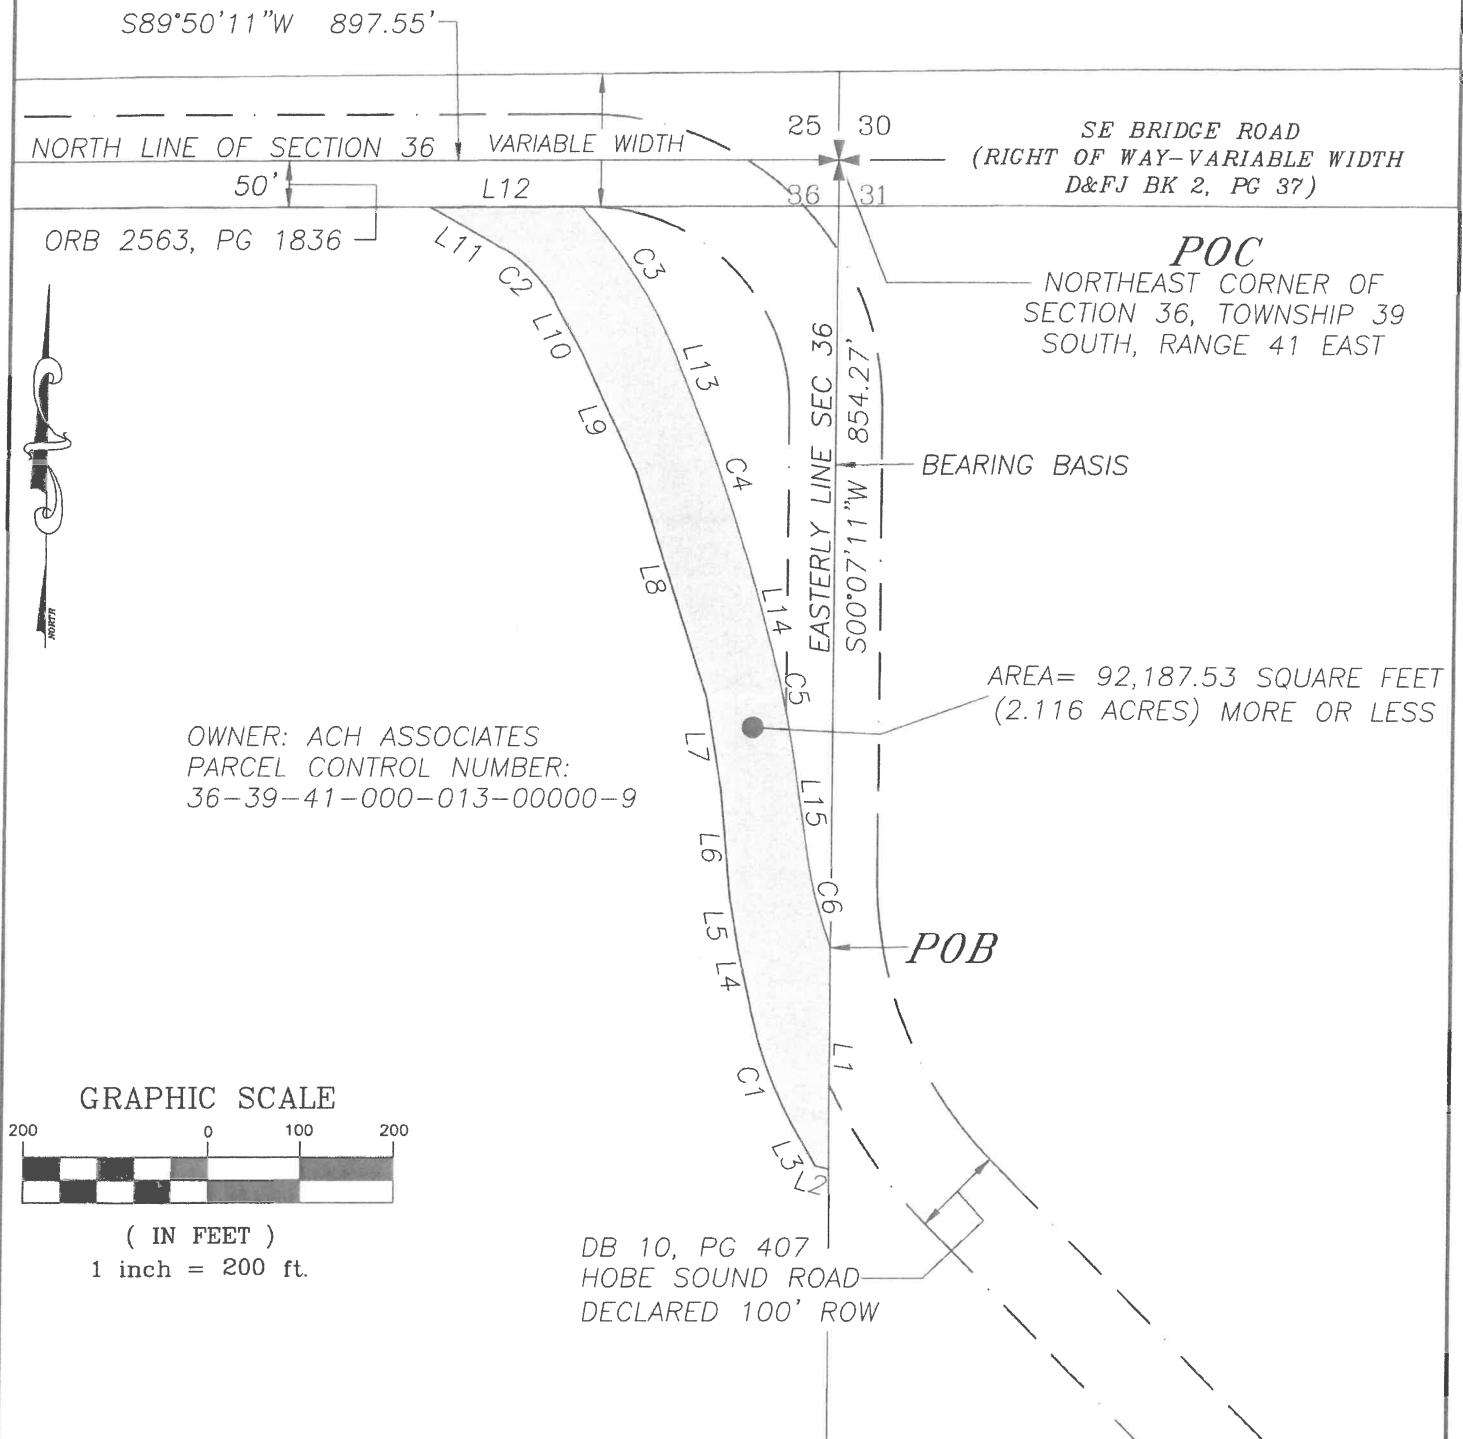 S89°50'11"W 897.55'
NORTH LINE OF SECTION 36
VARIABLE WIDTH
25 30
36 31
SE BRIDGE ROAD
(RIGHT OF WAY-VARIABLE WIDTH
D&FJ BK 2, PG 37)
50'
L12
ORB 2563, PG 1836
POC
NORTHEAST CORNER OF
SECTION 36, TOWNSHIP 39
SOUTH, RANGE 41 EAST
L11
C2
C3
L10
L13
L9
C4
EASTERLY LINE SEC 36
S00°07'11"W 854.27'
BEARING BASIS
NORTH
L8
L14
C5
AREA= 92,187.53 SQUARE FEET
(2.116 ACRES) MORE OR LESS
OWNER: ACH ASSOCIATES
PARCEL CONTROL NUMBER:
36-39-41-000-013-00000-9
L7
L15
L6
C6
L5
POB
L4
L1
C1
L3
L2
GRAPHIC SCALE
200 0 100 200
( IN FEET )
1 inch = 200 ft.
DB 10, PG 407
HOBE SOUND ROAD
DECLARED 100' ROW